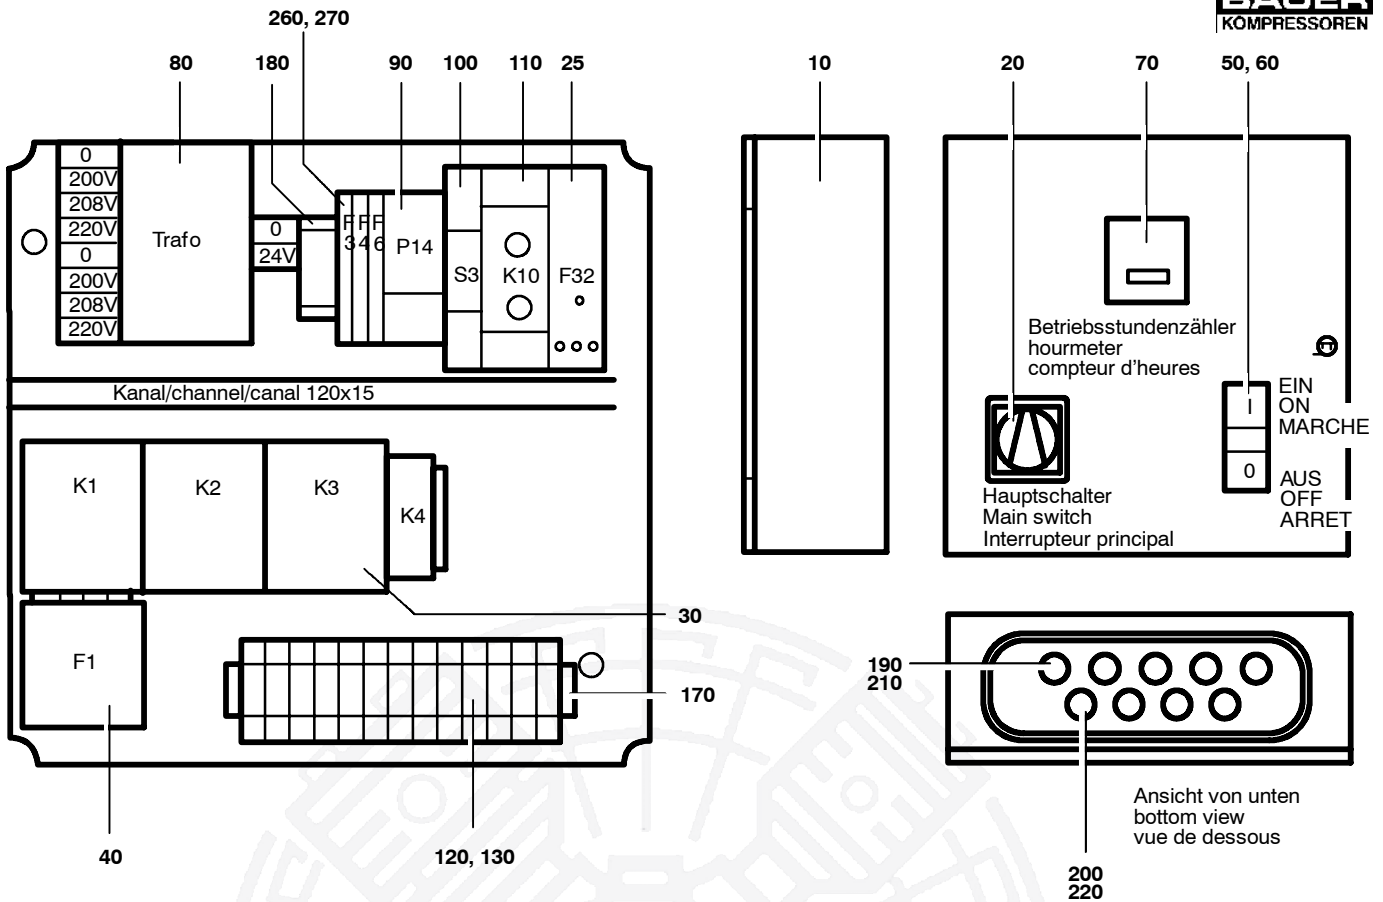 BAUER
KOMPRESSOREN
260, 270
80
180
90
100
110
25
10
20
70
50, 60
0
200V
208V
220V
0
200V
208V
220V
Trafo
0
24V
F3
F4
F6
P14
S3
K10
F32
Kanal/channel/canal 120x15
K1
K2
K3
K4
F1
30
170
40
120, 130
Betriebsstundenzähler
hourmeter
compteur d'heures
Hauptschalter
Main switch
Interrupteur principal
I
0
EIN
ON
MARCHE
AUS
OFF
ARRET
190
210
Ansicht von unten
bottom view
vue de dessous
200
220